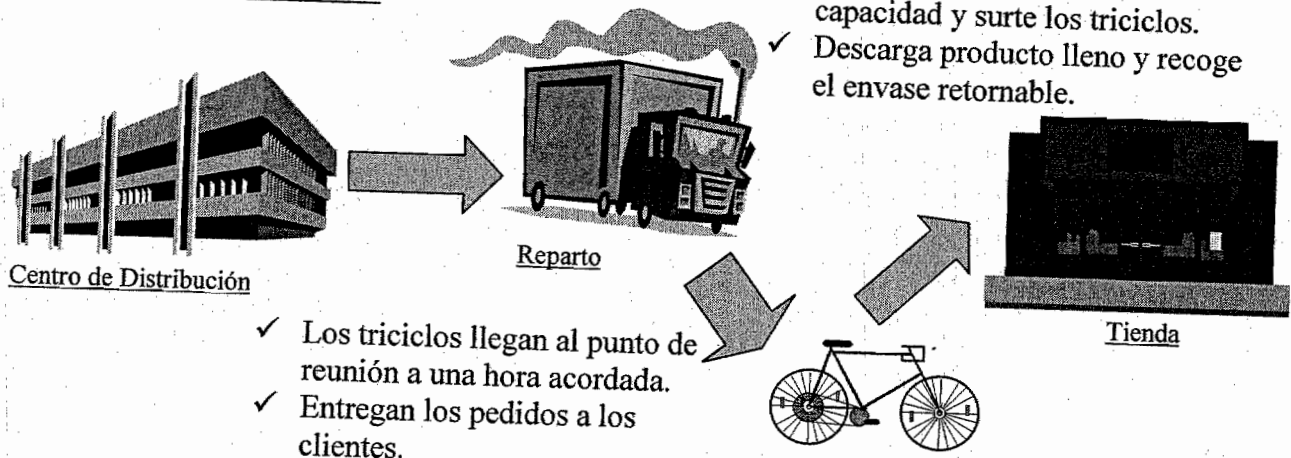 capacidad y surte los triciclos.
✓ Descarga producto lleno y recoge
el envase retornable.
Centro de Distribución
Reparto
Tienda
✓ Los triciclos llegan al punto de
reunión a una hora acordada.
✓ Entregan los pedidos a los
clientes.